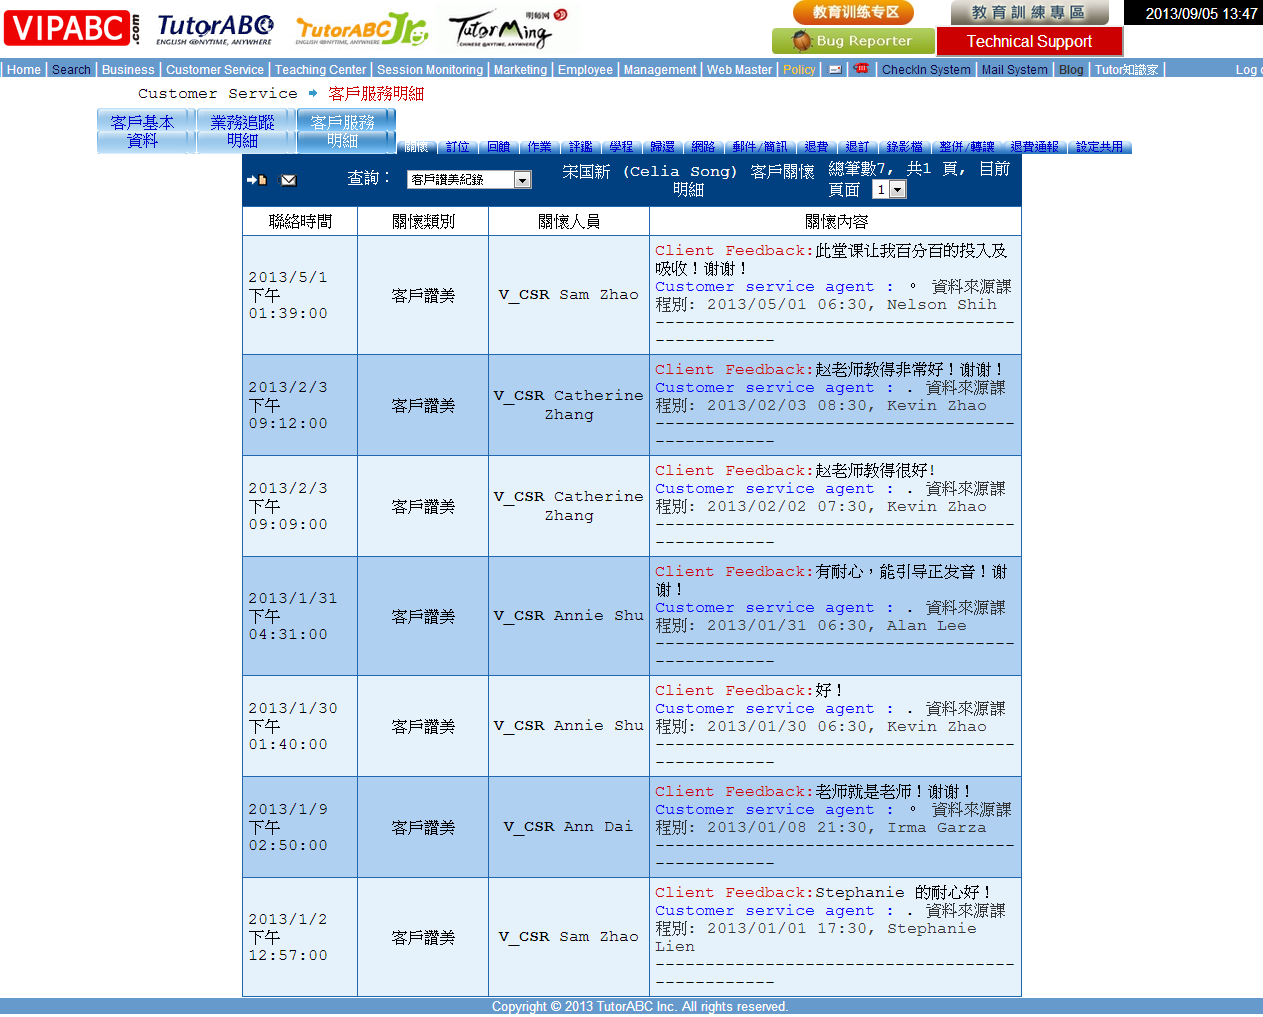 VIPABC.com TutorABC ENGLISH @NYTIME, ANYWHERE TutorABCJr ENGLISH @NYTIME, ANYWHERE TutorMing 明師网 CHINESE @NYTIME, ANYWHERE
教育训练专区 教育訓練專區 2013/09/05 13:47
Bug Reporter Technical Support
| Home | Search | Business | Customer Service | Teaching Center | Session Monitoring | Marketing | Employee | Management | Web Master | Policy | | | CheckIn System | Mail System | Blog | Tutor知識家 | Log
Customer Service 客戶服務明細
客戶基本 業務追蹤 客戶服務
資料 明細 明細
關懷 訂位 回饋 作業 評鑑 學程 歸還 網路 郵件/簡訊 退費 退訂 錄影檔 整併/轉讓 退費通報 設定共用
查詢： 客戶讚美紀錄 宋国新 (Celia Song) 客戶關懷 總筆數7, 共1 頁, 目前
明細 頁面 1
聯絡時間 關懷類別 關懷人員 關懷內容
2013/5/1
下午
01:39:00
客戶讚美
V_CSR Sam Zhao
Client Feedback:此堂课让我百分百的投入及
吸收！谢谢！
Customer service agent : 。 資料來源課
程別: 2013/05/01 06:30, Nelson Shih
------------------------------------
------------
2013/2/3
下午
09:12:00
客戶讚美
V_CSR Catherine
Zhang
Client Feedback:赵老师教得非常好！谢谢！
Customer service agent : . 資料來源課
程別: 2013/02/03 08:30, Kevin Zhao
------------------------------------
------------
2013/2/3
下午
09:09:00
客戶讚美
V_CSR Catherine
Zhang
Client Feedback:赵老师教得很好!
Customer service agent : . 資料來源課
程別: 2013/02/02 07:30, Kevin Zhao
------------------------------------
------------
2013/1/31
下午
04:31:00
客戶讚美
V_CSR Annie Shu
Client Feedback:有耐心，能引导正发音！谢
谢！
Customer service agent : . 資料來源課
程別: 2013/01/31 06:30, Alan Lee
------------------------------------
------------
2013/1/30
下午
01:40:00
客戶讚美
V_CSR Annie Shu
Client Feedback:好！
Customer service agent : . 資料來源課
程別: 2013/01/30 06:30, Kevin Zhao
------------------------------------
------------
2013/1/9
下午
02:50:00
客戶讚美
V_CSR Ann Dai
Client Feedback:老师就是老师！谢谢！
Customer service agent : 。 資料來源課
程別: 2013/01/08 21:30, Irma Garza
------------------------------------
------------
2013/1/2
下午
12:57:00
客戶讚美
V_CSR Sam Zhao
Client Feedback:Stephanie 的耐心好！
Customer service agent : . 資料來源課
程別: 2013/01/01 17:30, Stephanie
Lien
------------------------------------
------------
Copyright © 2013 TutorABC Inc. All rights reserved.